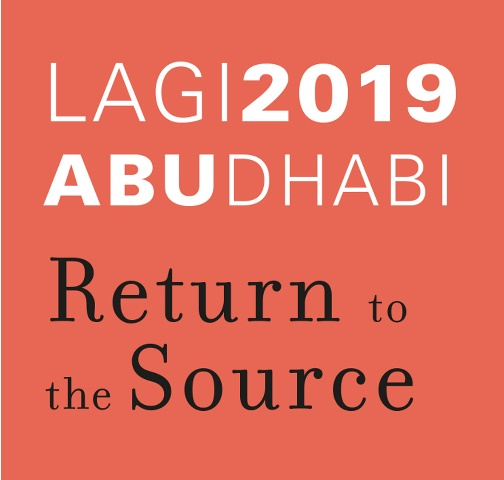 LAGI2019
ABUDHABI
Return to
the Source